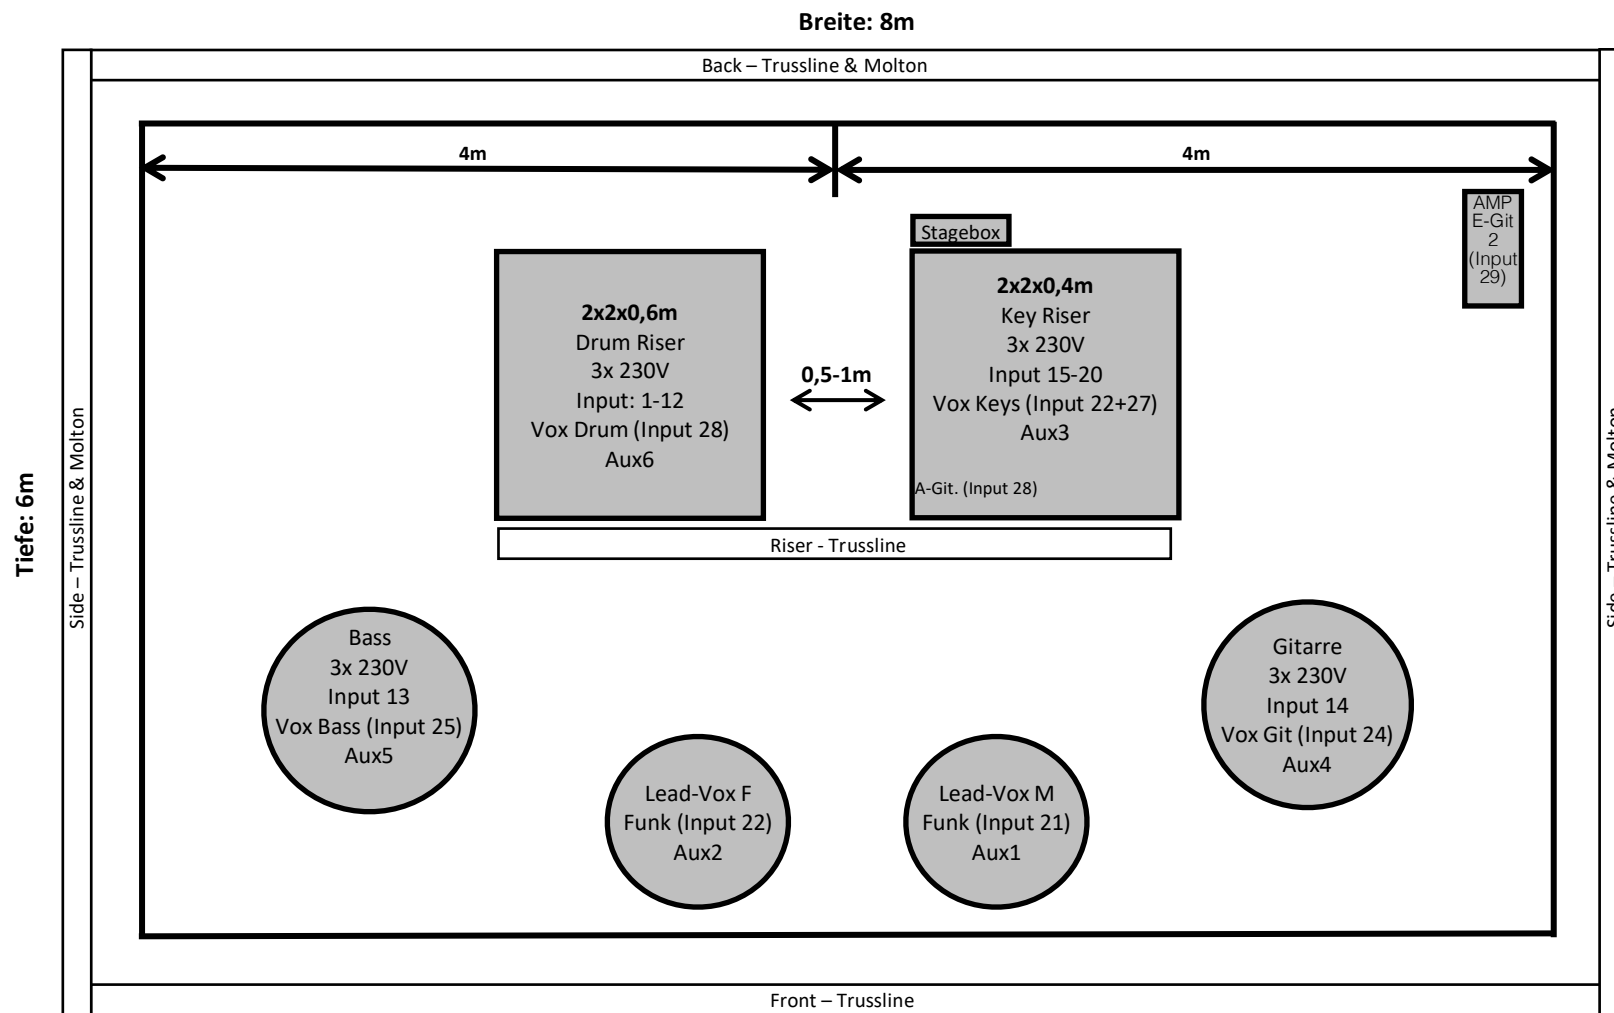 Breite: 8m
Back – Trussline & Molton
4m
4m
AMP
E-Git
2
(Input
29)
Stagebox
2x2x0,6m
Drum Riser
3x 230V
Input: 1-12
Vox Drum (Input 28)
Aux6
0,5-1m
2x2x0,4m
Key Riser
3x 230V
Input 15-20
Vox Keys (Input 22+27)
Aux3
A-Git. (Input 28)
Tiefe: 6m
Side – Trussline & Molton
Side – Trussline & Molton
Riser - Trussline
Bass
3x 230V
Input 13
Vox Bass (Input 25)
Aux5
Lead-Vox F
Funk (Input 22)
Aux2
Lead-Vox M
Funk (Input 21)
Aux1
Gitarre
3x 230V
Input 14
Vox Git (Input 24)
Aux4
Front – Trussline